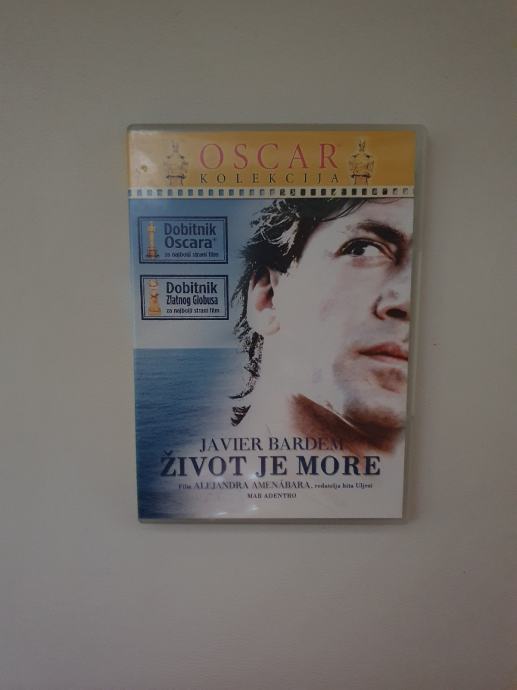 OSCAR
KOLEKCIJA
Dobitnik
Oscara®
za najbolji strani film
Dobitnik
Zlatnog Globusa
za najbolji strani film
JAVIER BARDEM
ŽIVOT JE MORE
Film ALEJANDRA AMENÁBARA, redatelja hita Uljezi
MAR ADENTRO